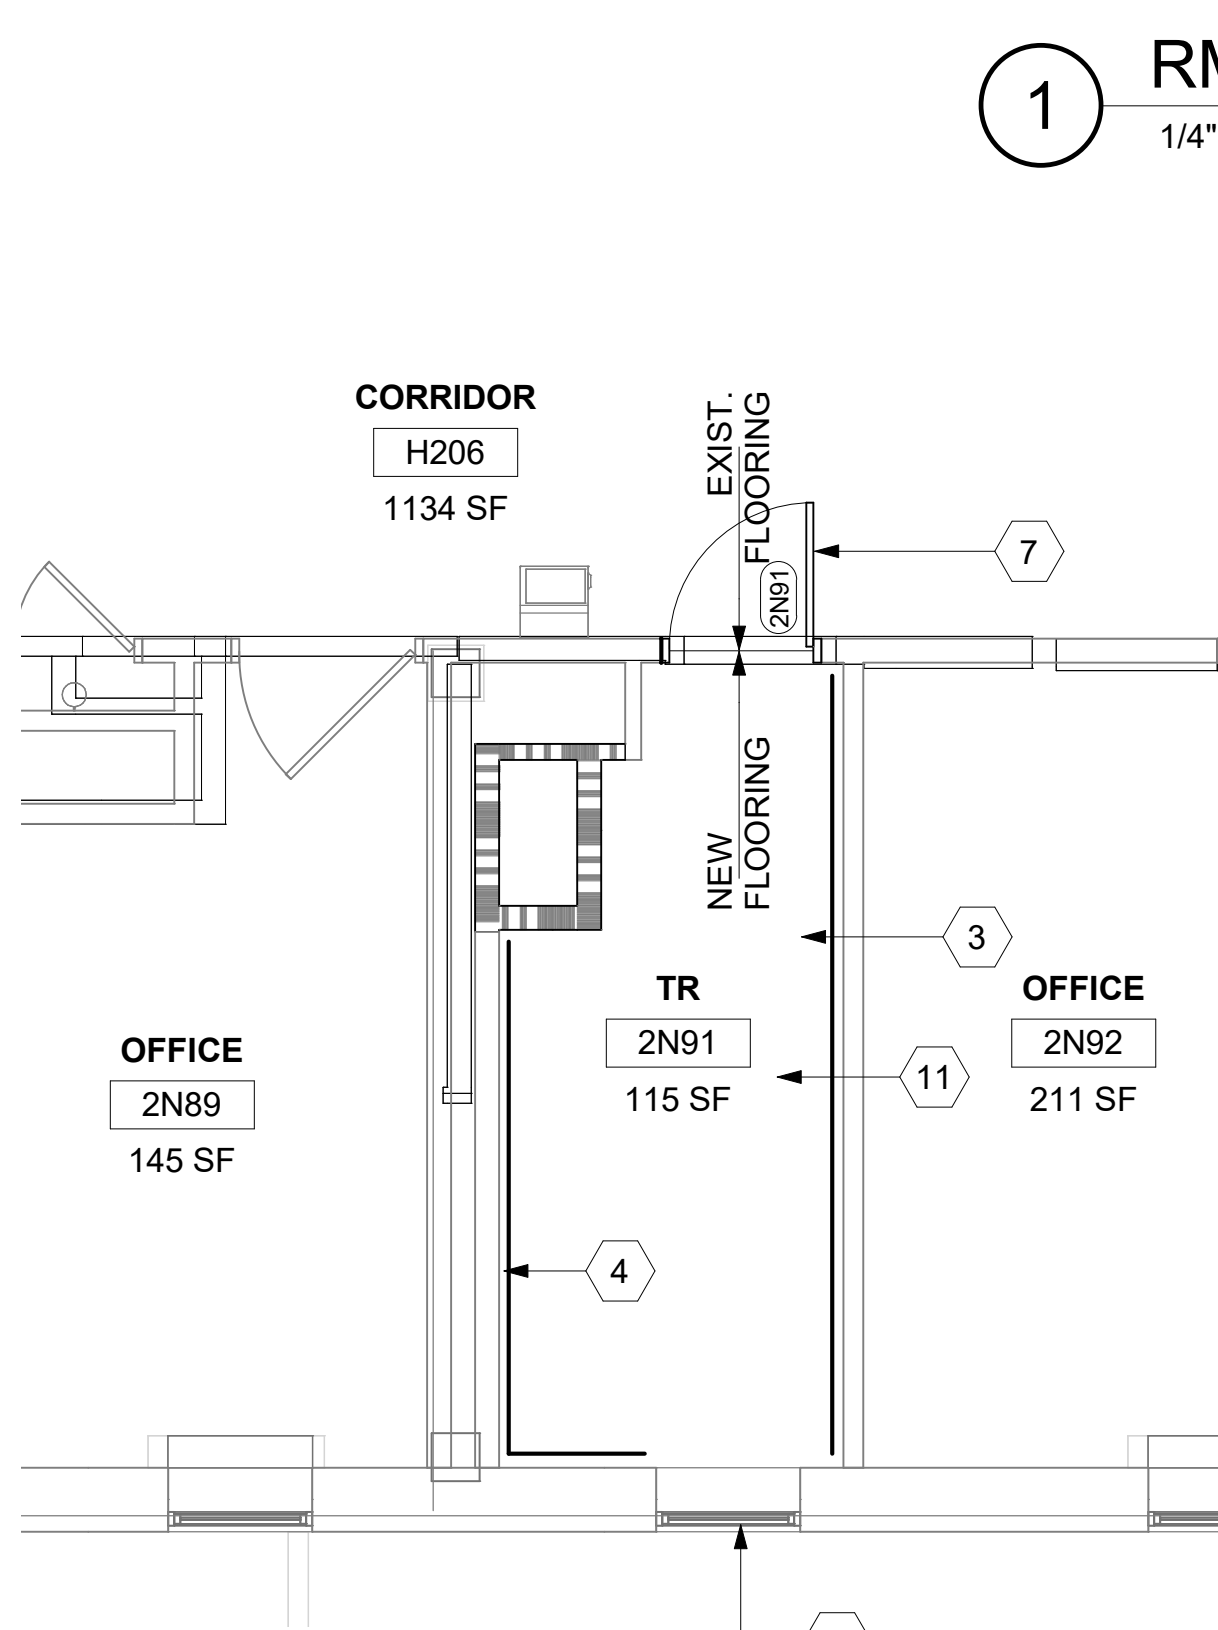 1
RM
1/4"
CORRIDOR
H206
1134 SF
EXIST.
FLOORING
2N91
7
NEW
FLOORING
3
TR
2N91
115 SF
OFFICE
2N92
211 SF
11
OFFICE
2N89
145 SF
4